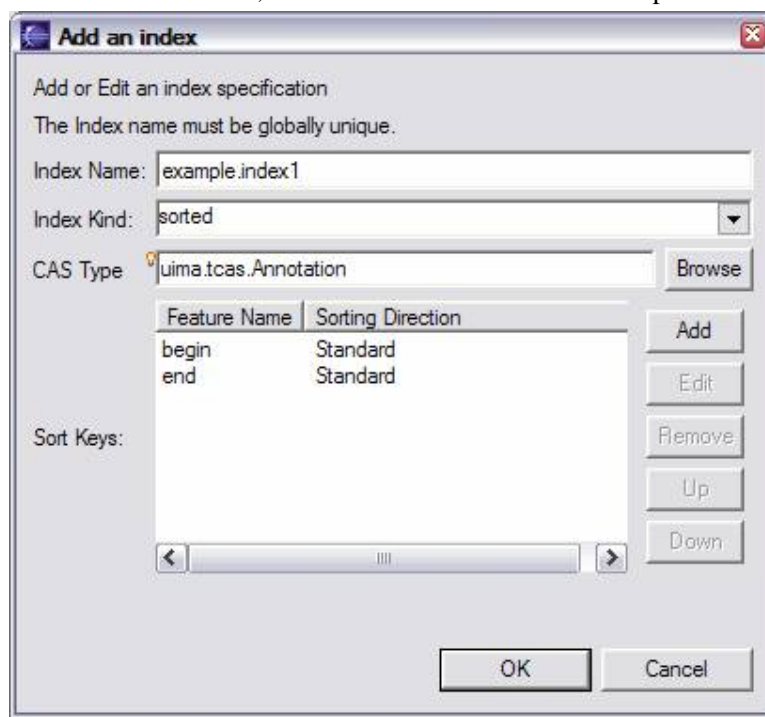 Add an index
Add or Edit an index specification
The Index name must be globally unique.
Index Name: example.index1
Index Kind: sorted
CAS Type uima.tcas.Annotation Browse
Feature Name Sorting Direction
Add
begin Standard
end Standard
Edit
Sort Keys:
Remove
Up
Down
OK Cancel